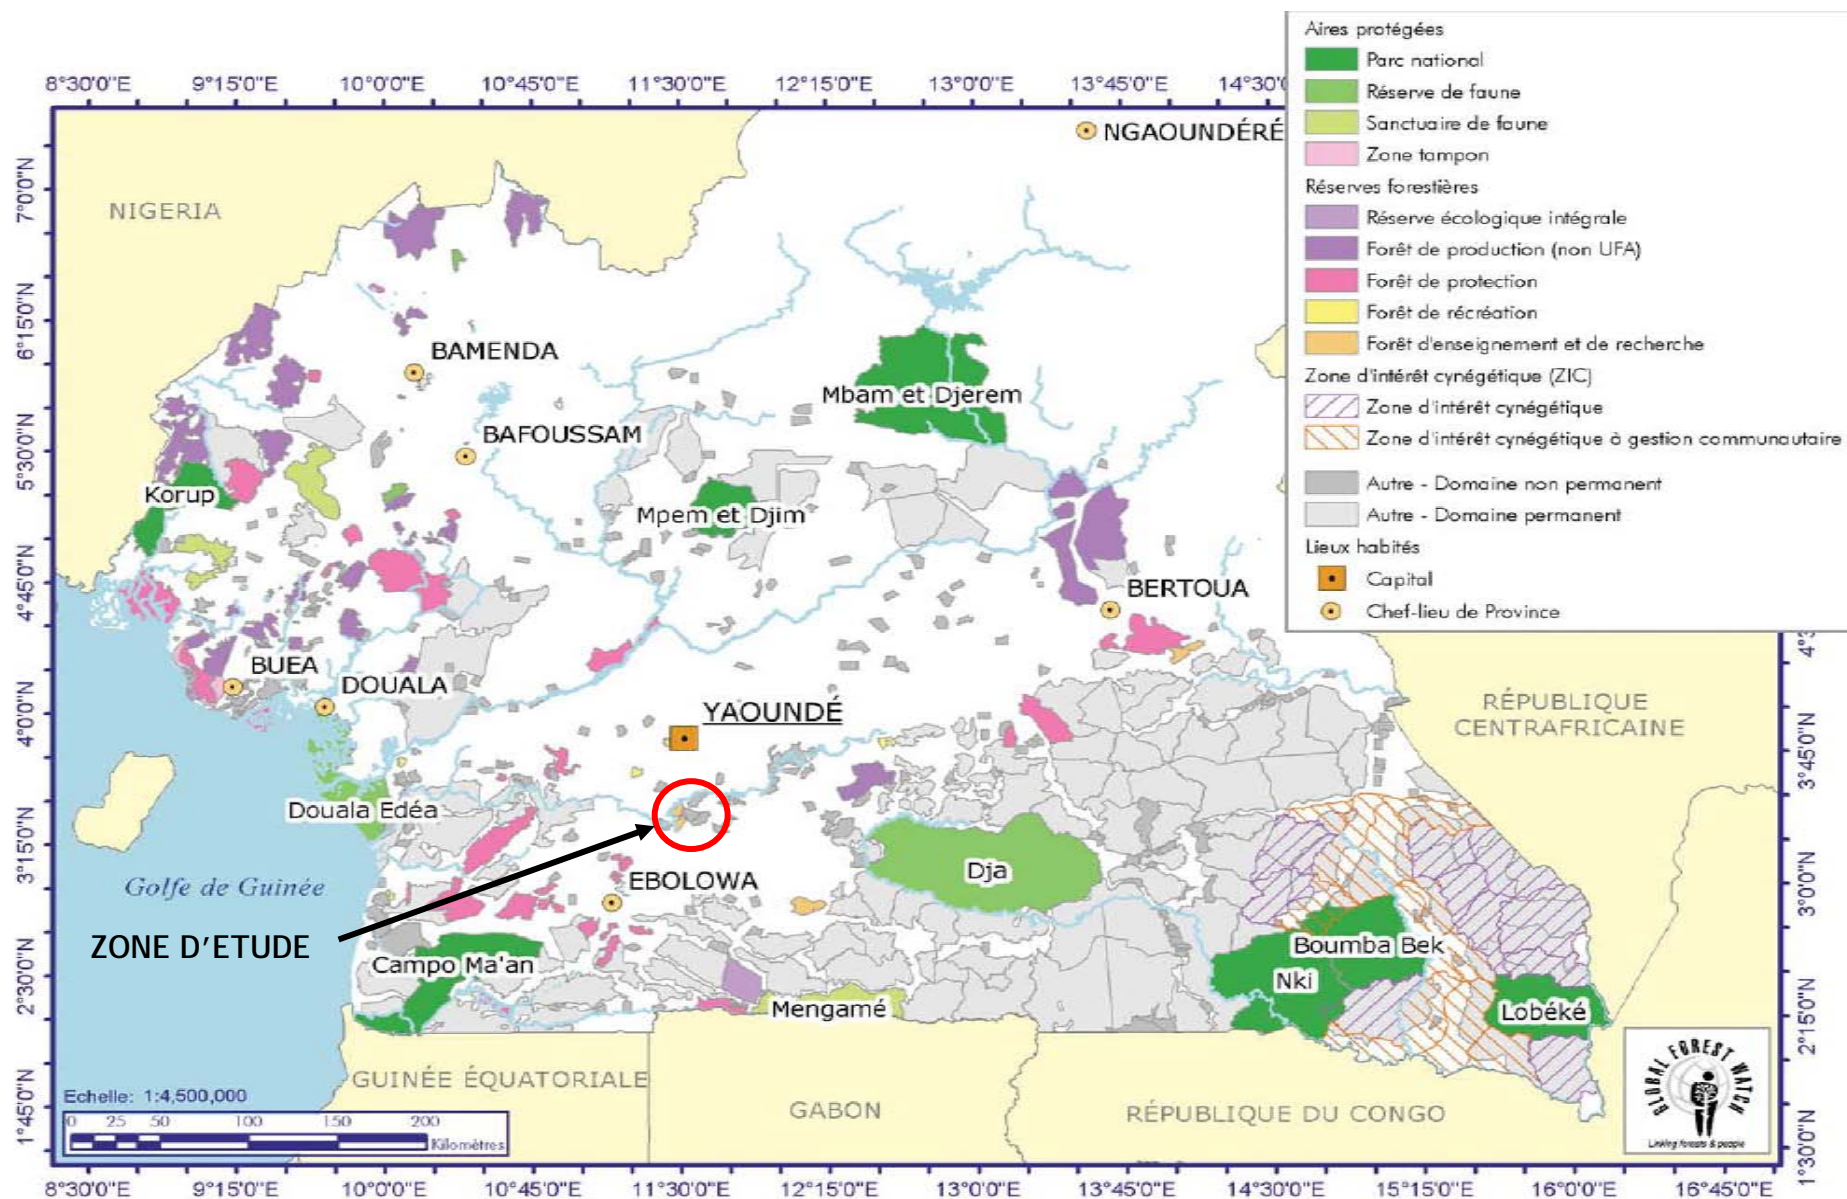 Aires protégées
Parc national
Réserve de faune
Sanctuaire de faune
Zone tampon
Réserves forestières
Réserve écologique intégrale
Forêt de production (non UFA)
Forêt de protection
Forêt de récréation
Forêt d'enseignement et de recherche
Zone d'intérêt cynégétique (ZIC)
Zone d'intérêt cynégétique
Zone d'intérêt cynégétique à gestion communautaire
Autre - Domaine non permanent
Autre - Domaine permanent
Lieux habités
Capital
Chef-lieu de Province
8°30'0"E 9°15'0"E 10°0'0"E 10°45'0"E 11°30'0"E 12°15'0"E 13°0'0"E 13°45'0"E 14°30'0
7°0'0"N
6°15'0"N
5°30'0"N
4°45'0"N
4°0'0"N
3°15'0"N
2°30'0"N
1°45'0"N
NGAOUNDÉRÉ
NIGERIA
BAMENDA
Mbam et Djerem
BAFOUSSAM
Korup
Mpem et Djim
BERTOUA
BUEA
DOUALA
YAOUNDÉ
RÉPUBLIQUE
CENTRAFRICAINE
Douala Edéa
Dja
EBOLOWA
Golfe de Guinée
ZONE D'ETUDE
Campo Ma'an
Boumba Bek
Nki
Mengamé
Lobéké
GUINÉE ÉQUATORIALE
GABON
RÉPUBLIQUE DU CONGO
4°3
3°45'0"N
3°0'0"N
2°15'0"N
1°30'0"N
Echelle: 1:4,500,000
0 25 50 100 150 200
Kilomètres
GLOBAL FOREST WATCH
Linking forests & people
8°30'0"E 9°15'0"E 10°0'0"E 10°45'0"E 11°30'0"E 12°15'0"E 13°0'0"E 13°45'0"E 14°30'0"E 15°15'0"E 16°0'0"E 16°45'0"E